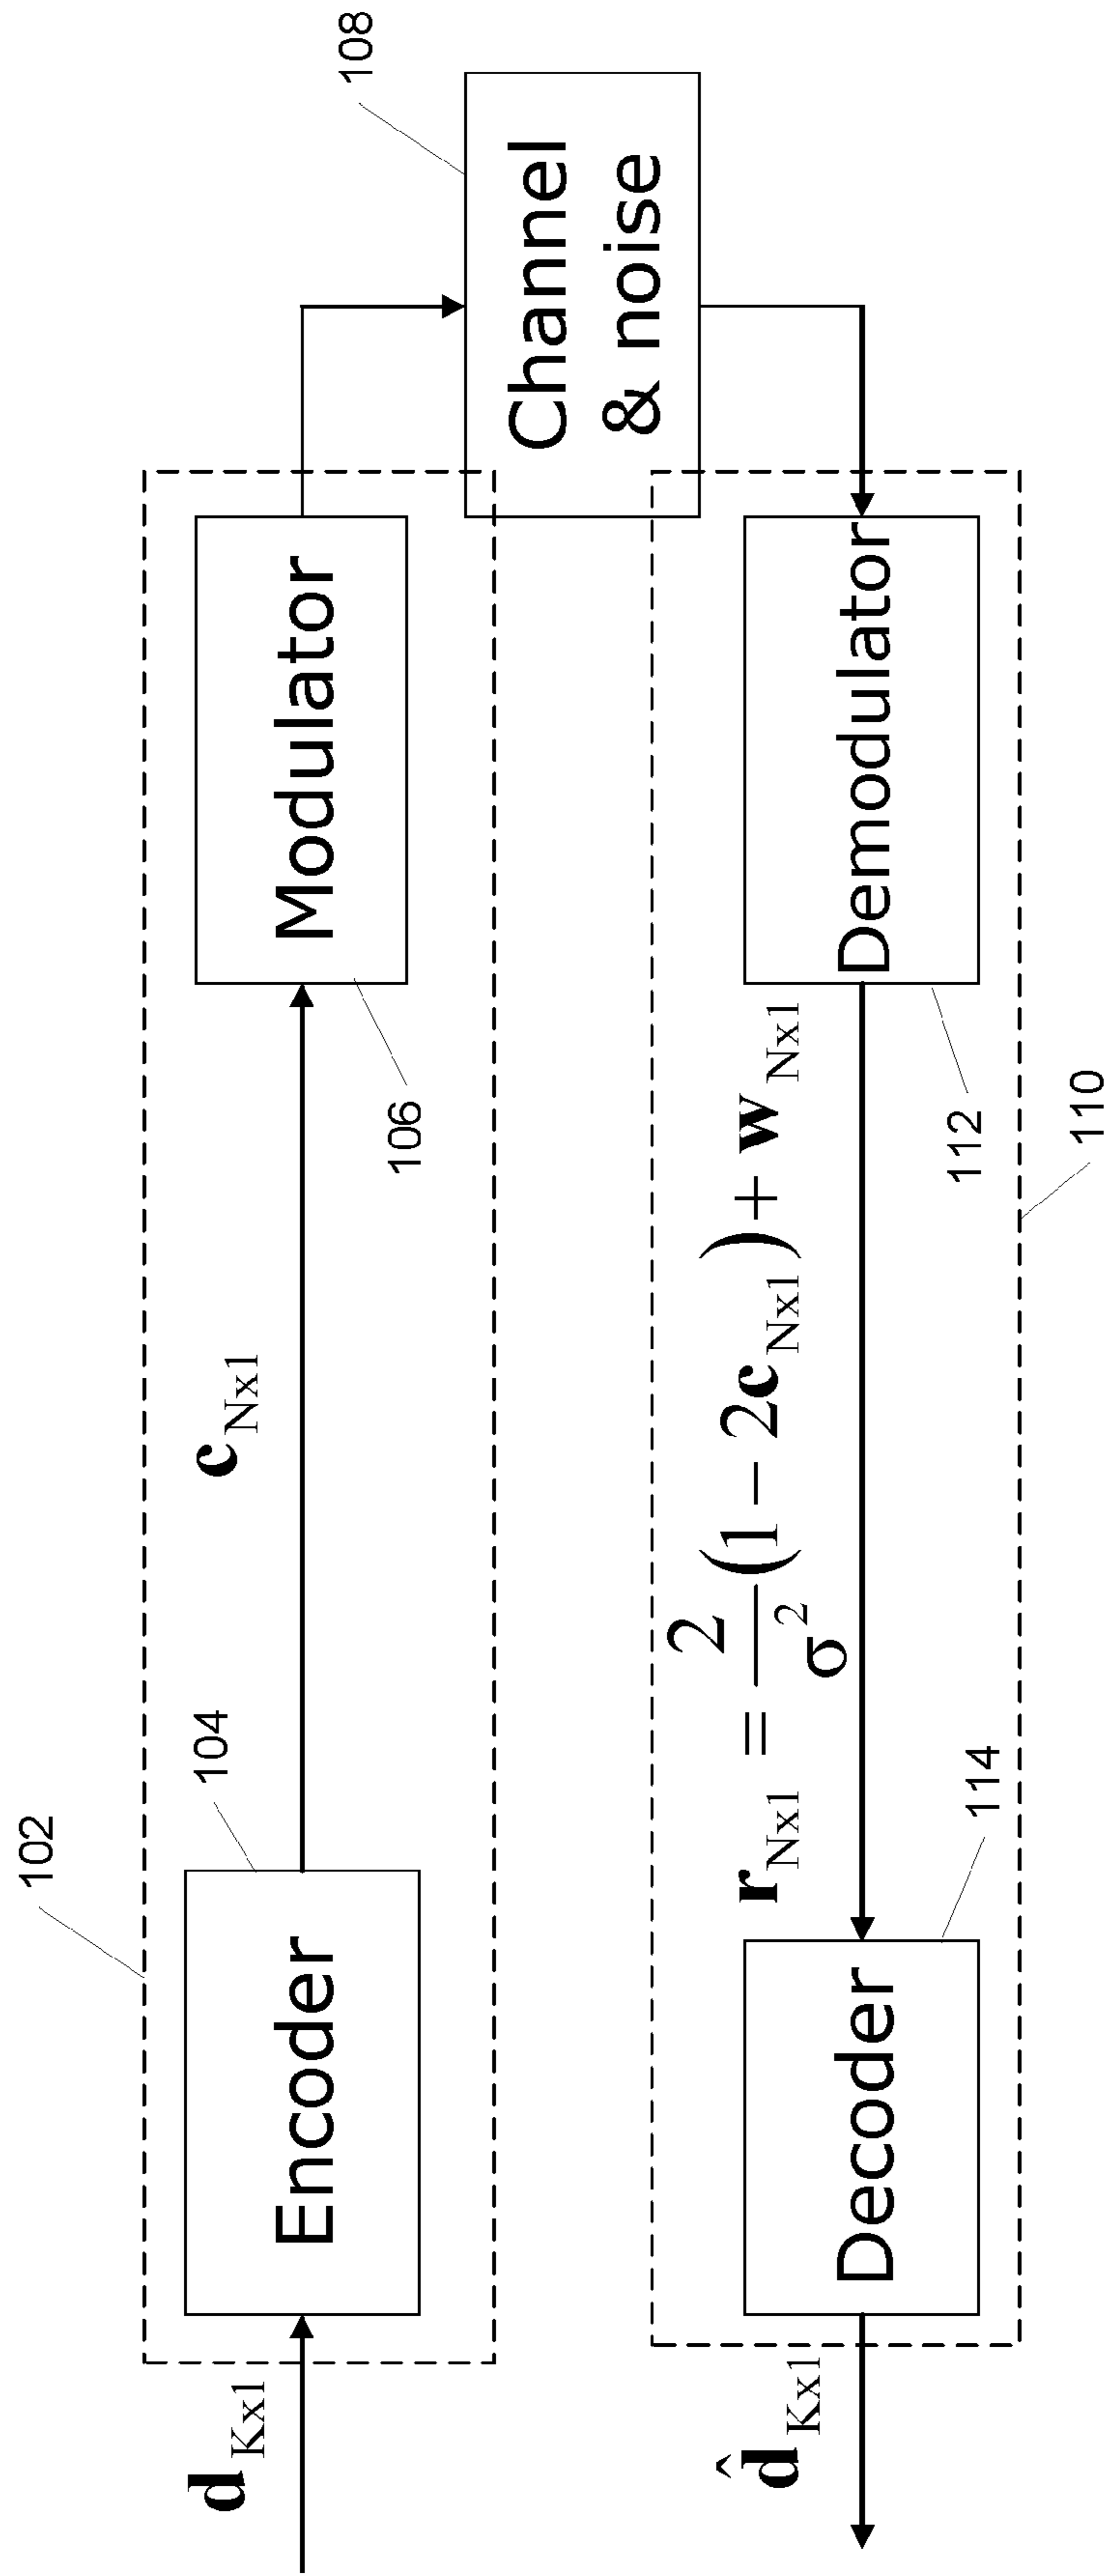 102
104
106
108
d_Kx1
Encoder
c_Nx1
Modulator
Channel
& noise
d̂_Kx1
Decoder
r_Nx1 = 2/σ² (1 − 2c_Nx1) + w_Nx1
Demodulator
114
112
110